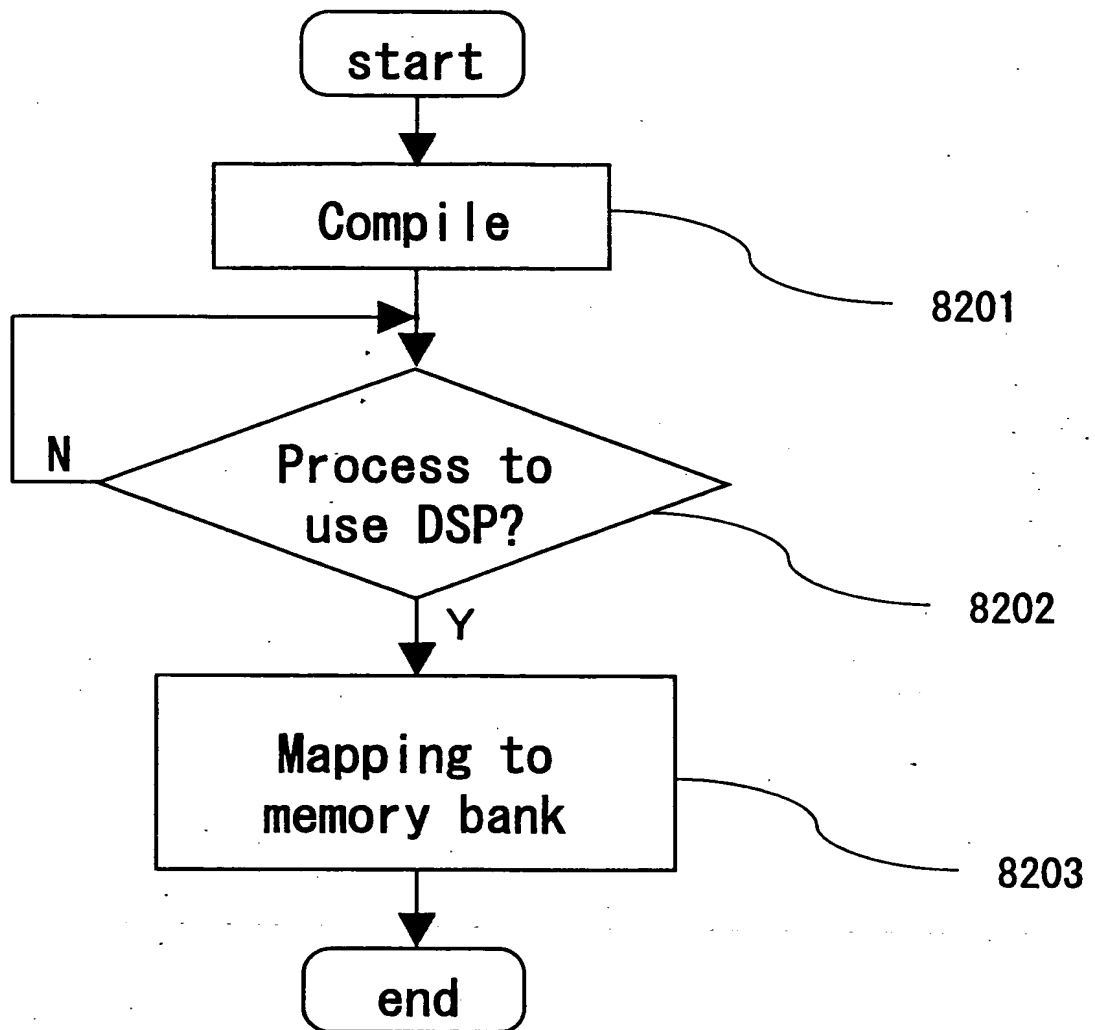 start
Compile
8201
N
Process to
use DSP?
8202
Y
Mapping to
memory bank
8203
end